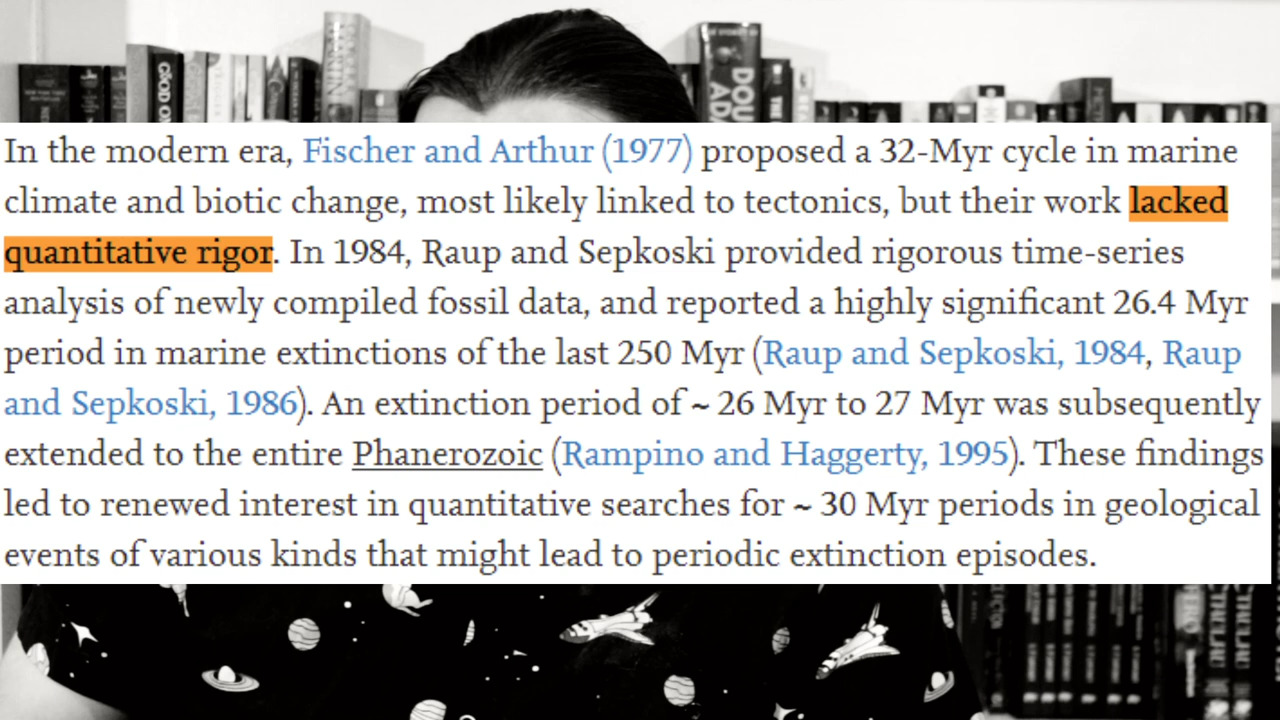 GOOD O
DOU
ADA
In the modern era, Fischer and Arthur (1977) proposed a 32-Myr cycle in marine
climate and biotic change, most likely linked to tectonics, but their work lacked
quantitative rigor. In 1984, Raup and Sepkoski provided rigorous time-series
analysis of newly compiled fossil data, and reported a highly significant 26.4 Myr
period in marine extinctions of the last 250 Myr (Raup and Sepkoski, 1984, Raup
and Sepkoski, 1986). An extinction period of ~ 26 Myr to 27 Myr was subsequently
extended to the entire Phanerozoic (Rampino and Haggerty, 1995). These findings
led to renewed interest in quantitative searches for ~ 30 Myr periods in geological
events of various kinds that might lead to periodic extinction episodes.